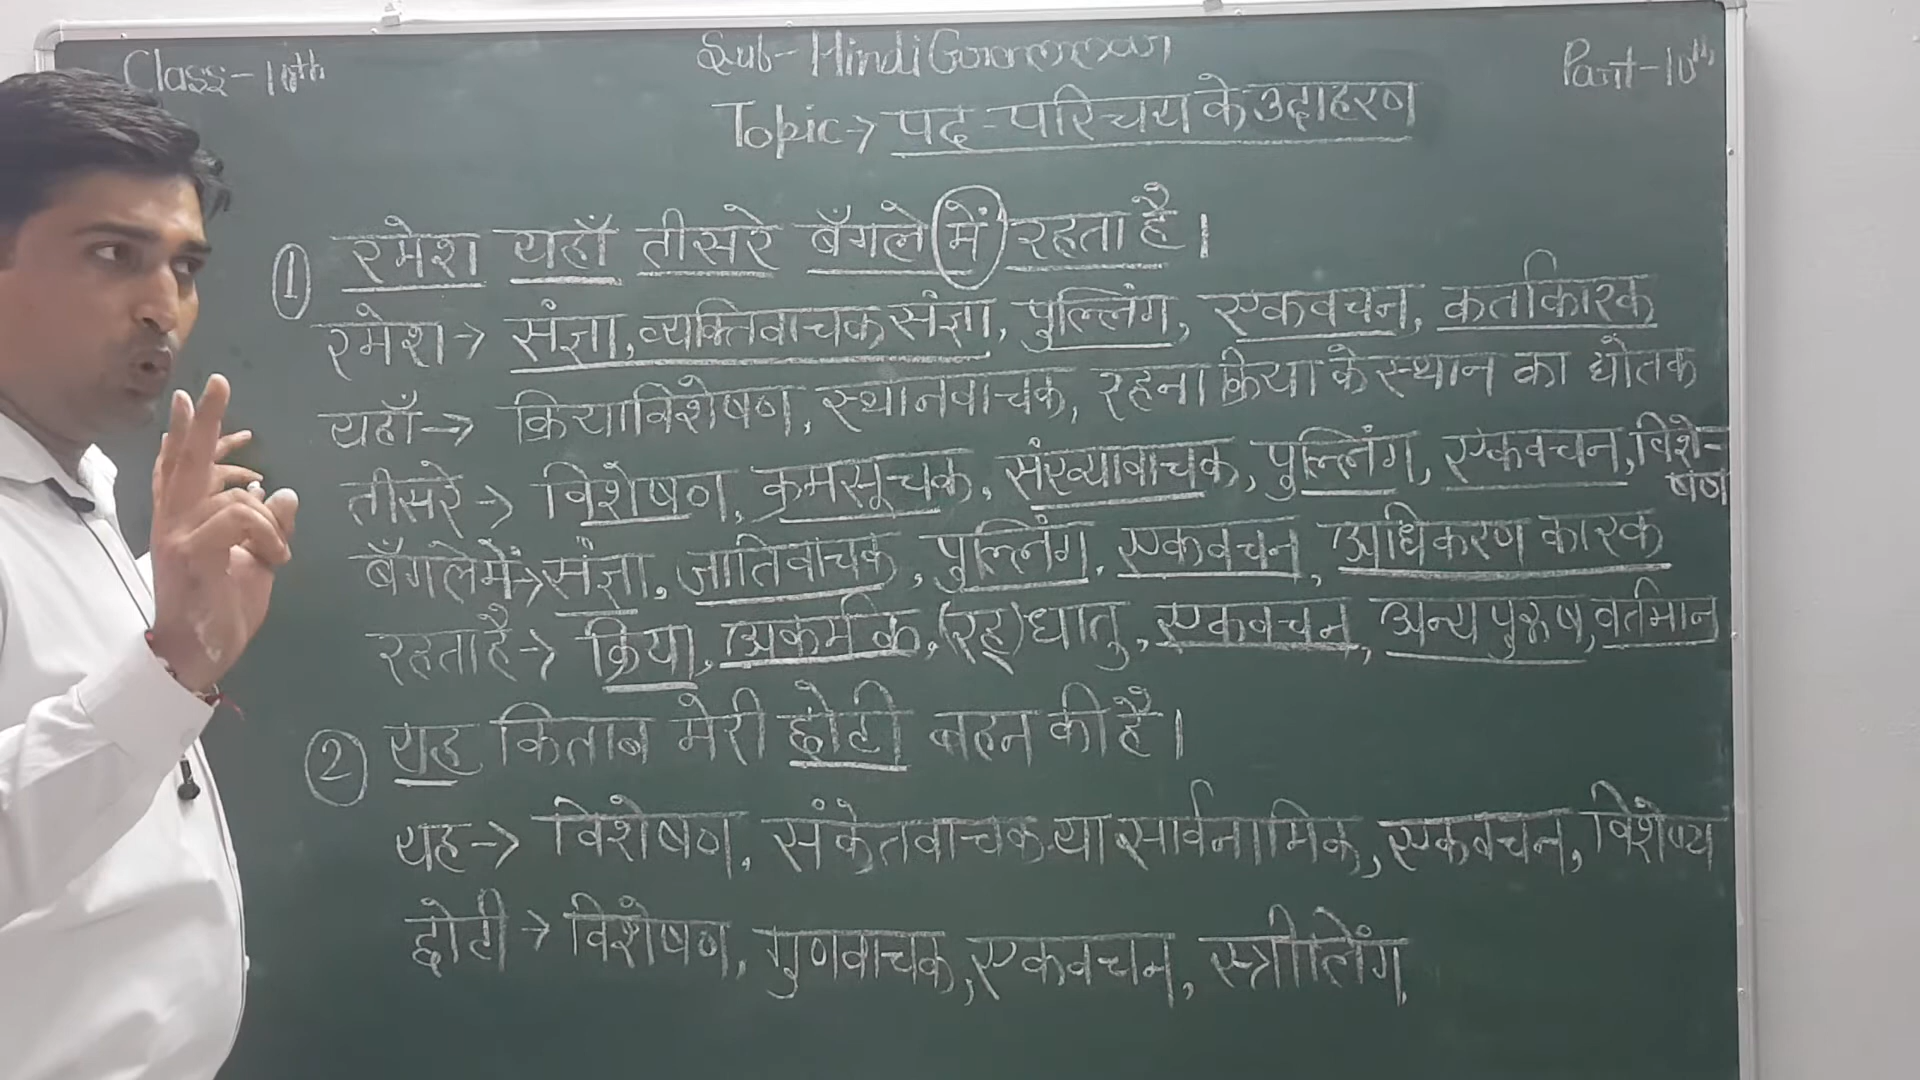 Class-10th
Sub-Hindi Grammar
Part-10th
Topic→ पद-परिचय के उदाहरण
① रमेश यहाँ तीसरे बँगले में रहता है।
रमेश→ संज्ञा, व्यक्तिवाचक संज्ञा, पुल्लिंग, एकवचन, कर्ताकारक
यहाँ→ क्रियाविशेषण, स्थानवाचक, रहना क्रिया के स्थान का द्योतक
तीसरे→ विशेषण, क्रमसूचक, संख्यावाचक, पुल्लिंग, एकवचन, विशे-
षण
बँगले में→ संज्ञा, जातिवाचक, पुल्लिंग, एकवचन, अधिकरण कारक
रहता है→ क्रिया, अकर्मक, (रह्) धातु, एकवचन, अन्य पुरुष, वर्तमान
② यह किताब मेरी छोटी बहन की है।
यह→ विशेषण, संकेतवाचक या सार्वनामिक, एकवचन, विशेष्य
छोटी→ विशेषण, गुणवाचक, एकवचन, स्त्रीलिंग,